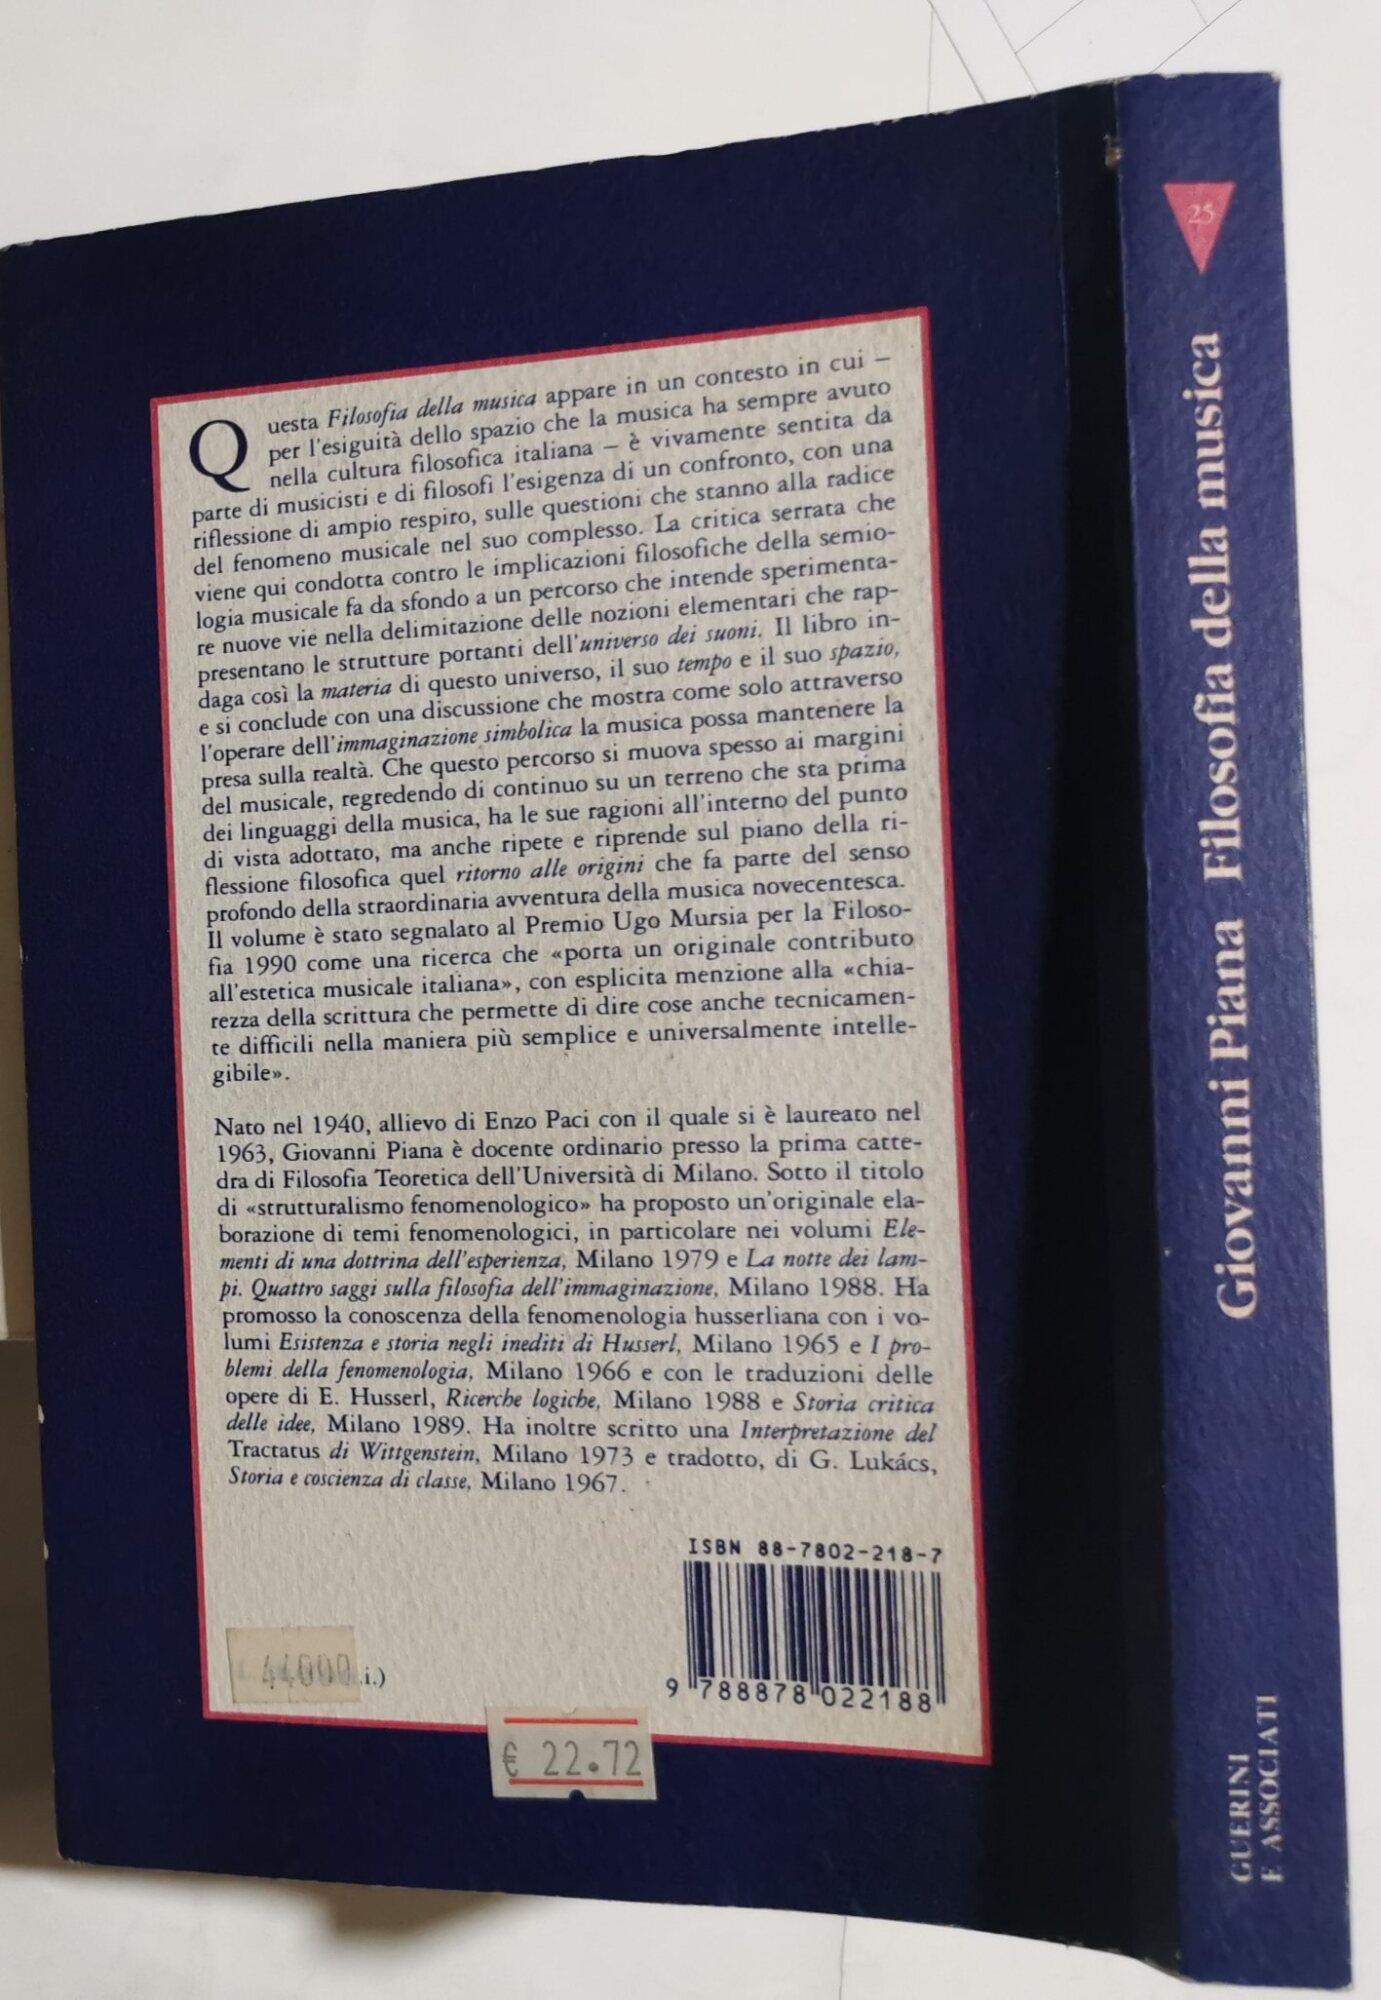 Questa Filosofia della musica appare in un contesto in cui –
per l'esiguità dello spazio che la musica ha sempre avuto
nella cultura filosofica italiana – è vivamente sentita da
parte di musicisti e di filosofi l'esigenza di un confronto, con una
riflessione di ampio respiro, sulle questioni che stanno alla radice
del fenomeno musicale nel suo complesso. La critica serrata che
viene qui condotta contro le implicazioni filosofiche della semio-
logia musicale fa da sfondo a un percorso che intende sperimenta-
re nuove vie nella delimitazione delle nozioni elementari che rap-
presentano le strutture portanti dell'universo dei suoni. Il libro in-
daga così la materia di questo universo, il suo tempo e il suo spazio,
e si conclude con una discussione che mostra come solo attraverso
l'operare dell'immaginazione simbolica la musica possa mantenere la
presa sulla realtà. Che questo percorso si muova spesso ai margini
del musicale, regredendo di continuo su un terreno che sta prima
dei linguaggi della musica, ha le sue ragioni all'interno del punto
di vista adottato, ma anche ripete e riprende sul piano della ri-
flessione filosofica quel ritorno alle origini che fa parte del senso
profondo della straordinaria avventura della musica novecentesca.
Il volume è stato segnalato al Premio Ugo Mursia per la Filoso-
fia 1990 come una ricerca che «porta un originale contributo
all'estetica musicale italiana», con esplicita menzione alla «chia-
rezza della scrittura che permette di dire cose anche tecnicamen-
te difficili nella maniera più semplice e universalmente intelle-
gibile».
Nato nel 1940, allievo di Enzo Paci con il quale si è laureato nel
1963, Giovanni Piana è docente ordinario presso la prima catte-
dra di Filosofia Teoretica dell'Università di Milano. Sotto il titolo
di «strutturalismo fenomenologico» ha proposto un'originale ela-
borazione di temi fenomenologici, in particolare nei volumi Ele-
menti di una dottrina dell'esperienza, Milano 1979 e La notte dei lam-
pi. Quattro saggi sulla filosofia dell'immaginazione, Milano 1988. Ha
promosso la conoscenza della fenomenologia husserliana con i vo-
lumi Esistenza e storia negli inediti di Husserl, Milano 1965 e I pro-
blemi della fenomenologia, Milano 1966 e con le traduzioni delle
opere di E. Husserl, Ricerche logiche, Milano 1988 e Storia critica
delle idee, Milano 1989. Ha inoltre scritto una Interpretazione del
Tractatus di Wittgenstein, Milano 1973 e tradotto, di G. Lukács,
Storia e coscienza di classe, Milano 1967.
ISBN 88-7802-218-7
9 788878 022188
44000 .i.)
€ 22.72
25
Giovanni Piana Filosofia della musica
GUERINI
E ASSOCIATI